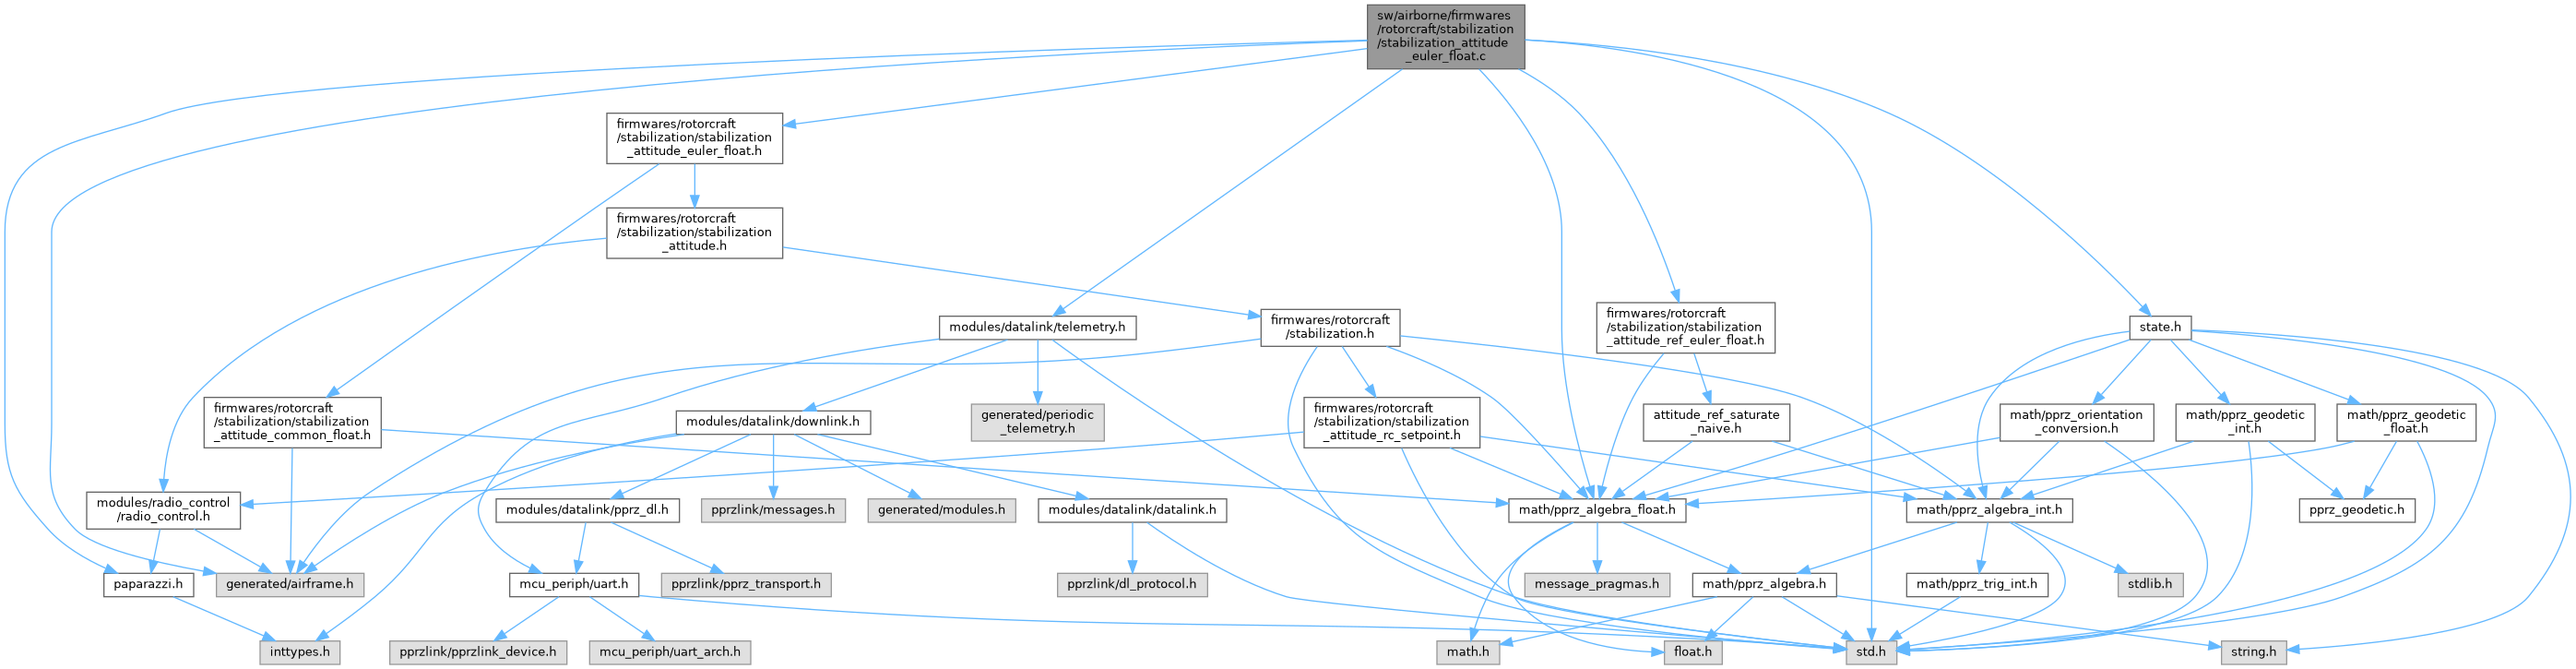 sw/airborne/firmwares
/rotorcraft/stabilization
/stabilization_attitude
_euler_float.c
firmwares/rotorcraft
/stabilization/stabilization
_attitude_euler_float.h
firmwares/rotorcraft
/stabilization/stabilization
_attitude.h
modules/datalink/telemetry.h
firmwares/rotorcraft
/stabilization.h
firmwares/rotorcraft
/stabilization/stabilization
_attitude_ref_euler_float.h
state.h
firmwares/rotorcraft
/stabilization/stabilization
_attitude_common_float.h
modules/datalink/downlink.h
generated/periodic
_telemetry.h
firmwares/rotorcraft
/stabilization/stabilization
_attitude_rc_setpoint.h
attitude_ref_saturate
_naive.h
math/pprz_orientation
_conversion.h
math/pprz_geodetic
_int.h
math/pprz_geodetic
_float.h
modules/radio_control
/radio_control.h
modules/datalink/pprz_dl.h
pprzlink/messages.h
generated/modules.h
modules/datalink/datalink.h
math/pprz_algebra_float.h
math/pprz_algebra_int.h
pprz_geodetic.h
paparazzi.h
generated/airframe.h
mcu_periph/uart.h
pprzlink/pprz_transport.h
pprzlink/dl_protocol.h
message_pragmas.h
math/pprz_algebra.h
math/pprz_trig_int.h
stdlib.h
inttypes.h
pprzlink/pprzlink_device.h
mcu_periph/uart_arch.h
math.h
float.h
std.h
string.h